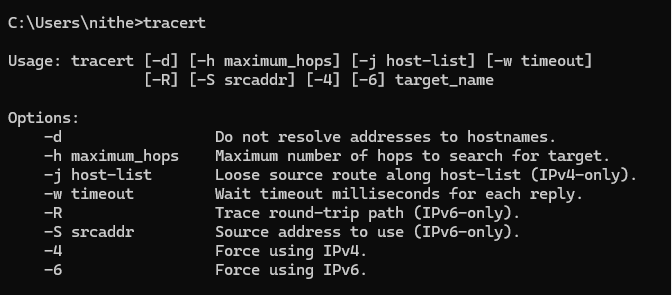 C:\Users\nithe>tracert
Usage: tracert [-d] [-h maximum_hops] [-j host-list] [-w timeout]
[-R] [-S srcaddr] [-4] [-6] target_name
Options:
-d Do not resolve addresses to hostnames.
-h maximum_hops Maximum number of hops to search for target.
-j host-list Loose source route along host-list (IPv4-only).
-w timeout Wait timeout milliseconds for each reply.
-R Trace round-trip path (IPv6-only).
-S srcaddr Source address to use (IPv6-only).
-4 Force using IPv4.
-6 Force using IPv6.